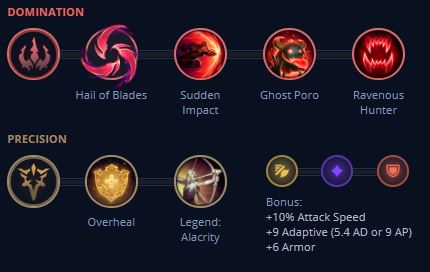 DOMINATION
Hail of Blades
Sudden
Impact
Ghost Poro
Ravenous
Hunter
PRECISION
Overheal
Legend:
Alacrity
Bonus:
+10% Attack Speed
+9 Adaptive (5.4 AD or 9 AP)
+6 Armor